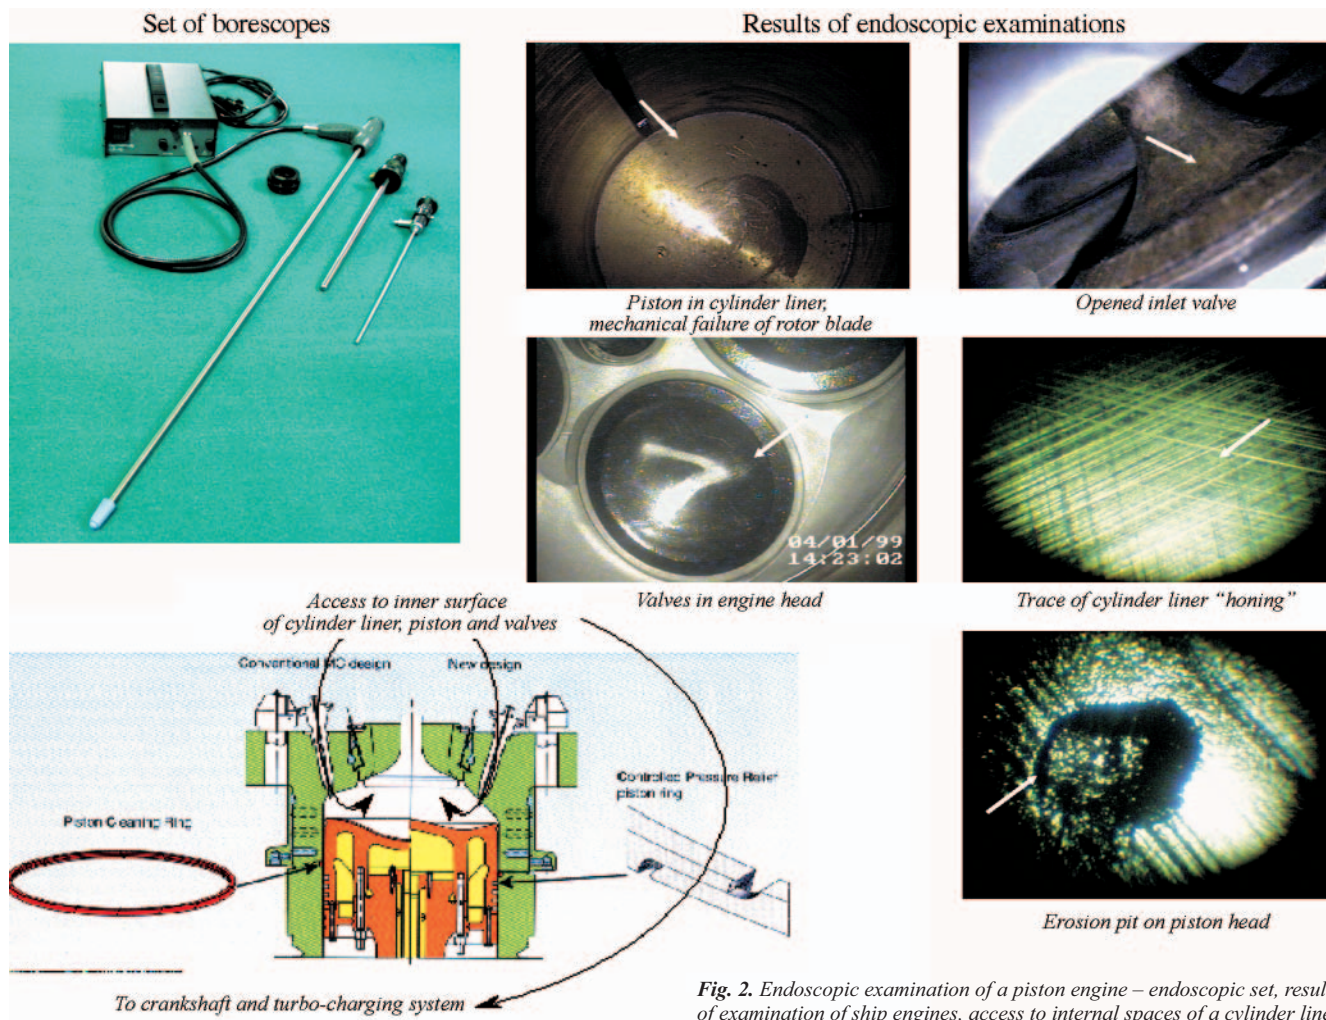 Set of borescopes
Results of endoscopic examinations
Piston in cylinder liner,
mechanical failure of rotor blade
Opened inlet valve
04/01/99
14:23:02
Valves in engine head
Trace of cylinder liner “honing”
Access to inner surface
of cylinder liner, piston and valves
Conventional MC design
New design
Controlled Pressure Relief
piston ring
Piston Cleaning Ring
Erosion pit on piston head
To crankshaft and turbo-charging system
Fig. 2. Endoscopic examination of a piston engine – endoscopic set, result
of examination of ship engines, access to internal spaces of a cylinder line